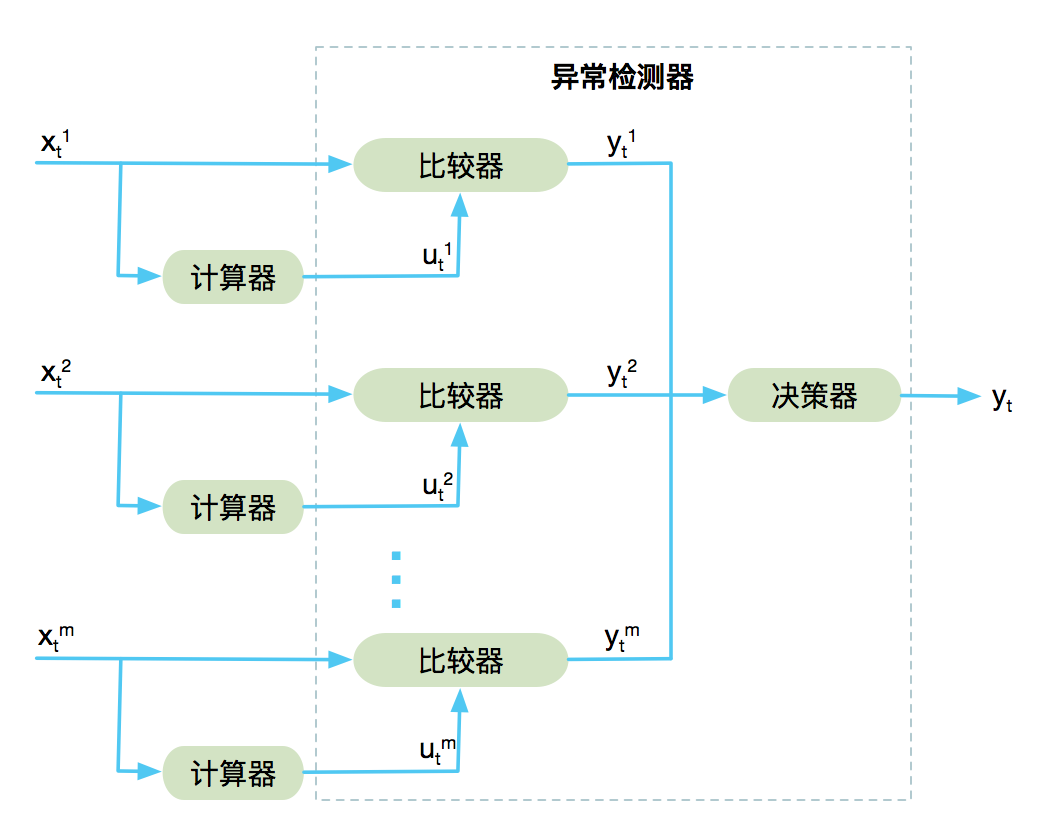 异常检测器
x_t^1
比较器
y_t^1
计算器
u_t^1
x_t^2
比较器
y_t^2
决策器
y_t
计算器
u_t^2
x_t^m
比较器
y_t^m
计算器
u_t^m